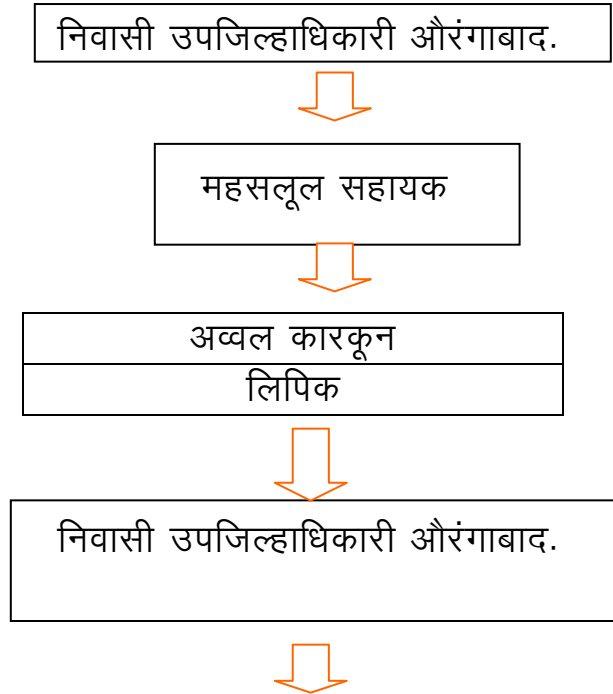 निवासी उपजिल्हाधिकारी औरंगाबाद.
महसलूल सहायक
अव्वल कारकून
लिपिक
निवासी उपजिल्हाधिकारी औरंगाबाद.